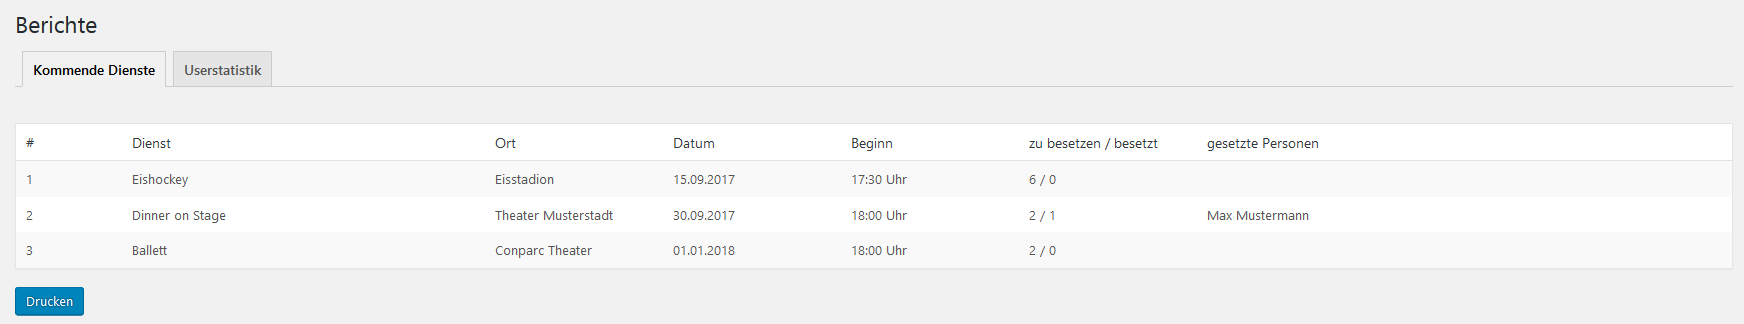 Berichte
Kommende Dienste Userstatistik
# Dienst Ort Datum Beginn zu besetzen / besetzt gesetzte Personen
1 Eishockey Eisstadion 15.09.2017 17:30 Uhr 6 / 0
2 Dinner on Stage Theater Musterstadt 30.09.2017 18:00 Uhr 2 / 1 Max Mustermann
3 Ballett Conparc Theater 01.01.2018 18:00 Uhr 2 / 0
Drucken